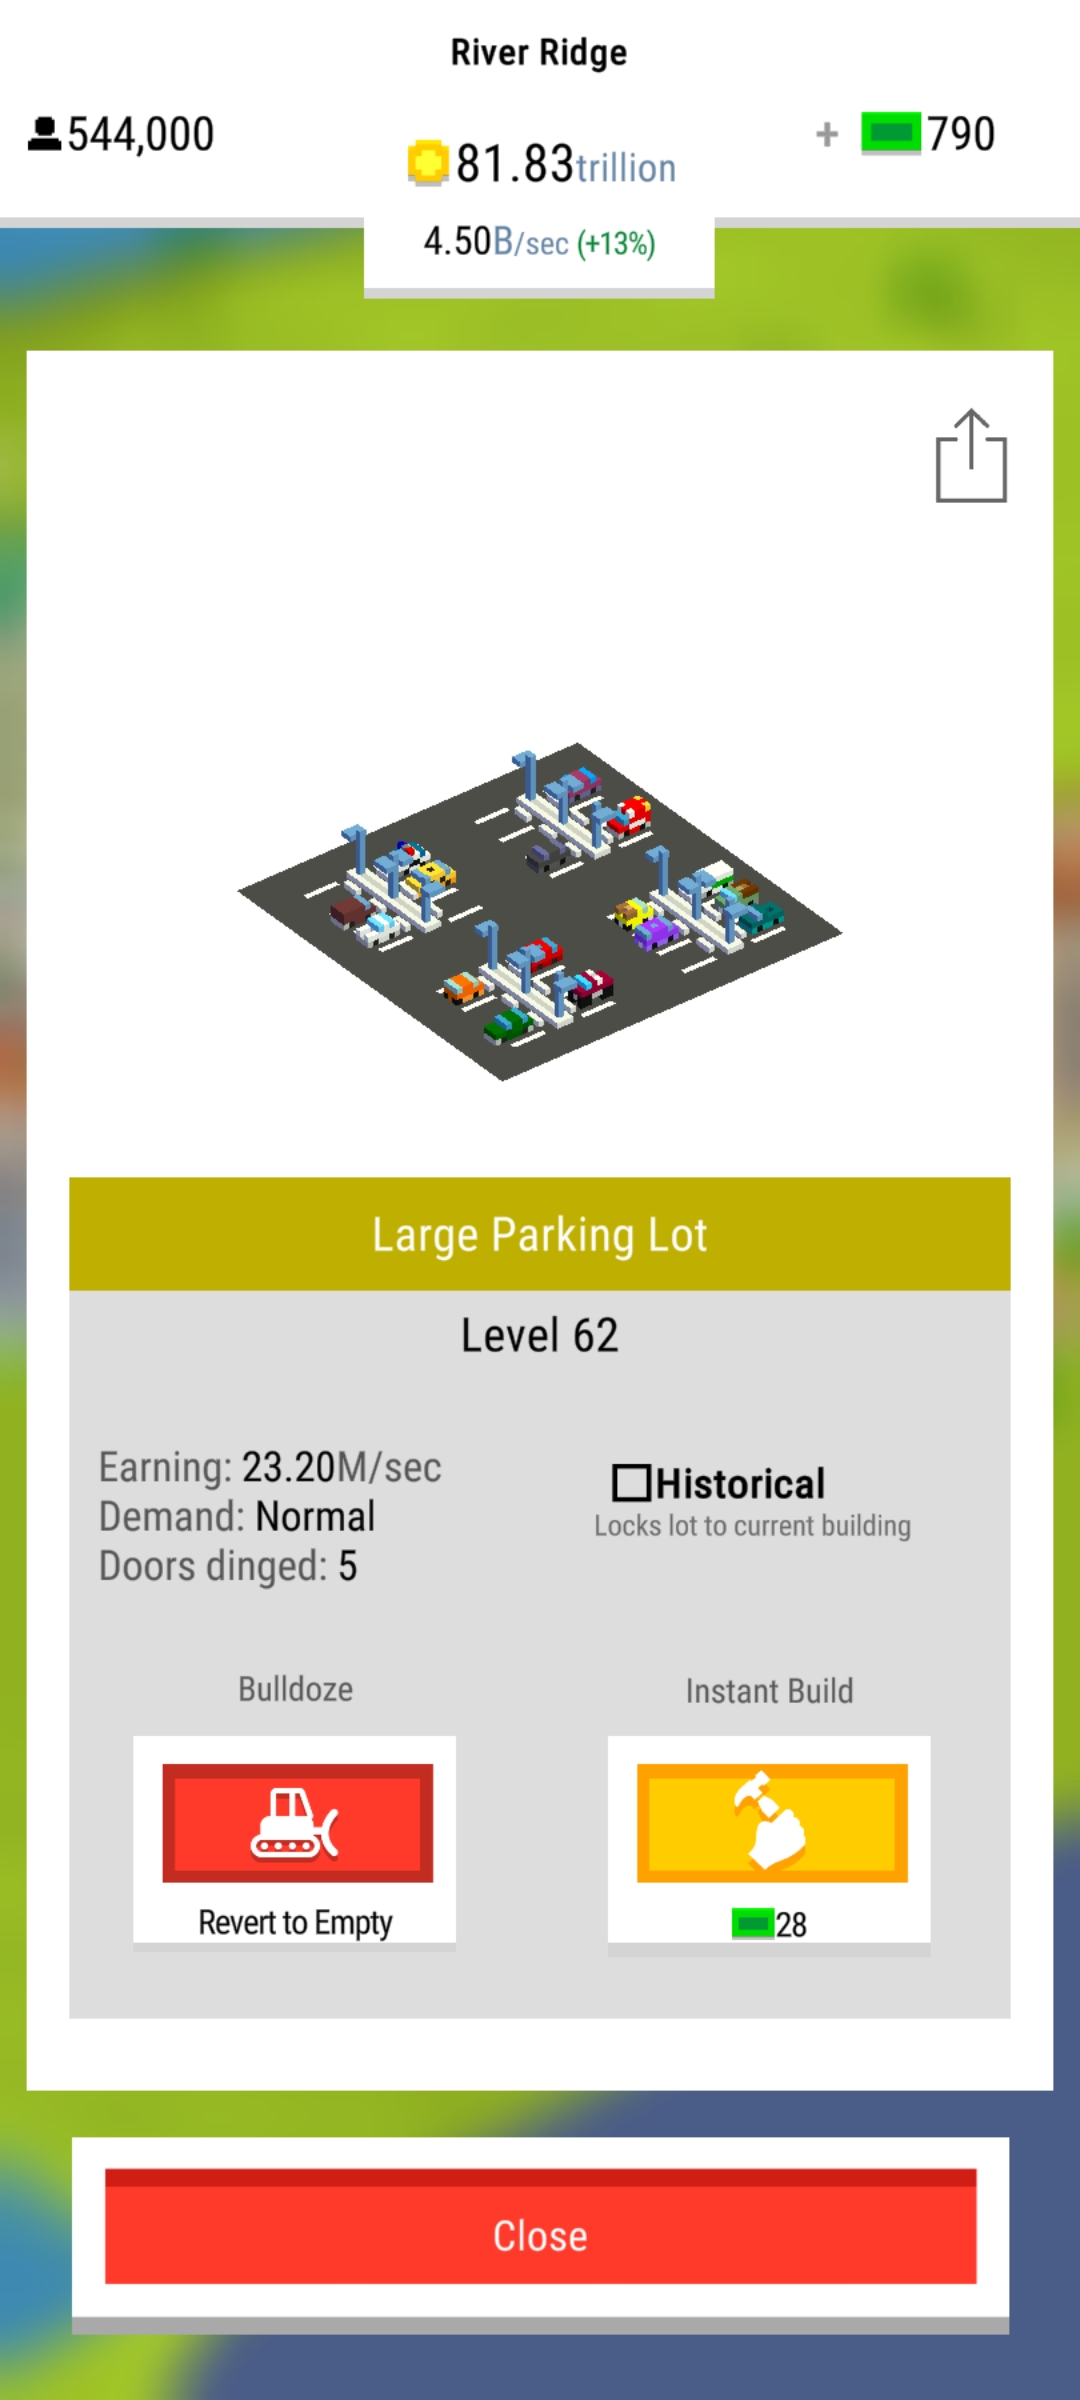 River Ridge
544,000
81.83trillion
+ 790
4.50B/sec (+13%)
Large Parking Lot
Level 62
Earning: 23.20M/sec
Demand: Normal
Doors dinged: 5
Historical
Locks lot to current building
Bulldoze
Revert to Empty
Instant Build
28
Close